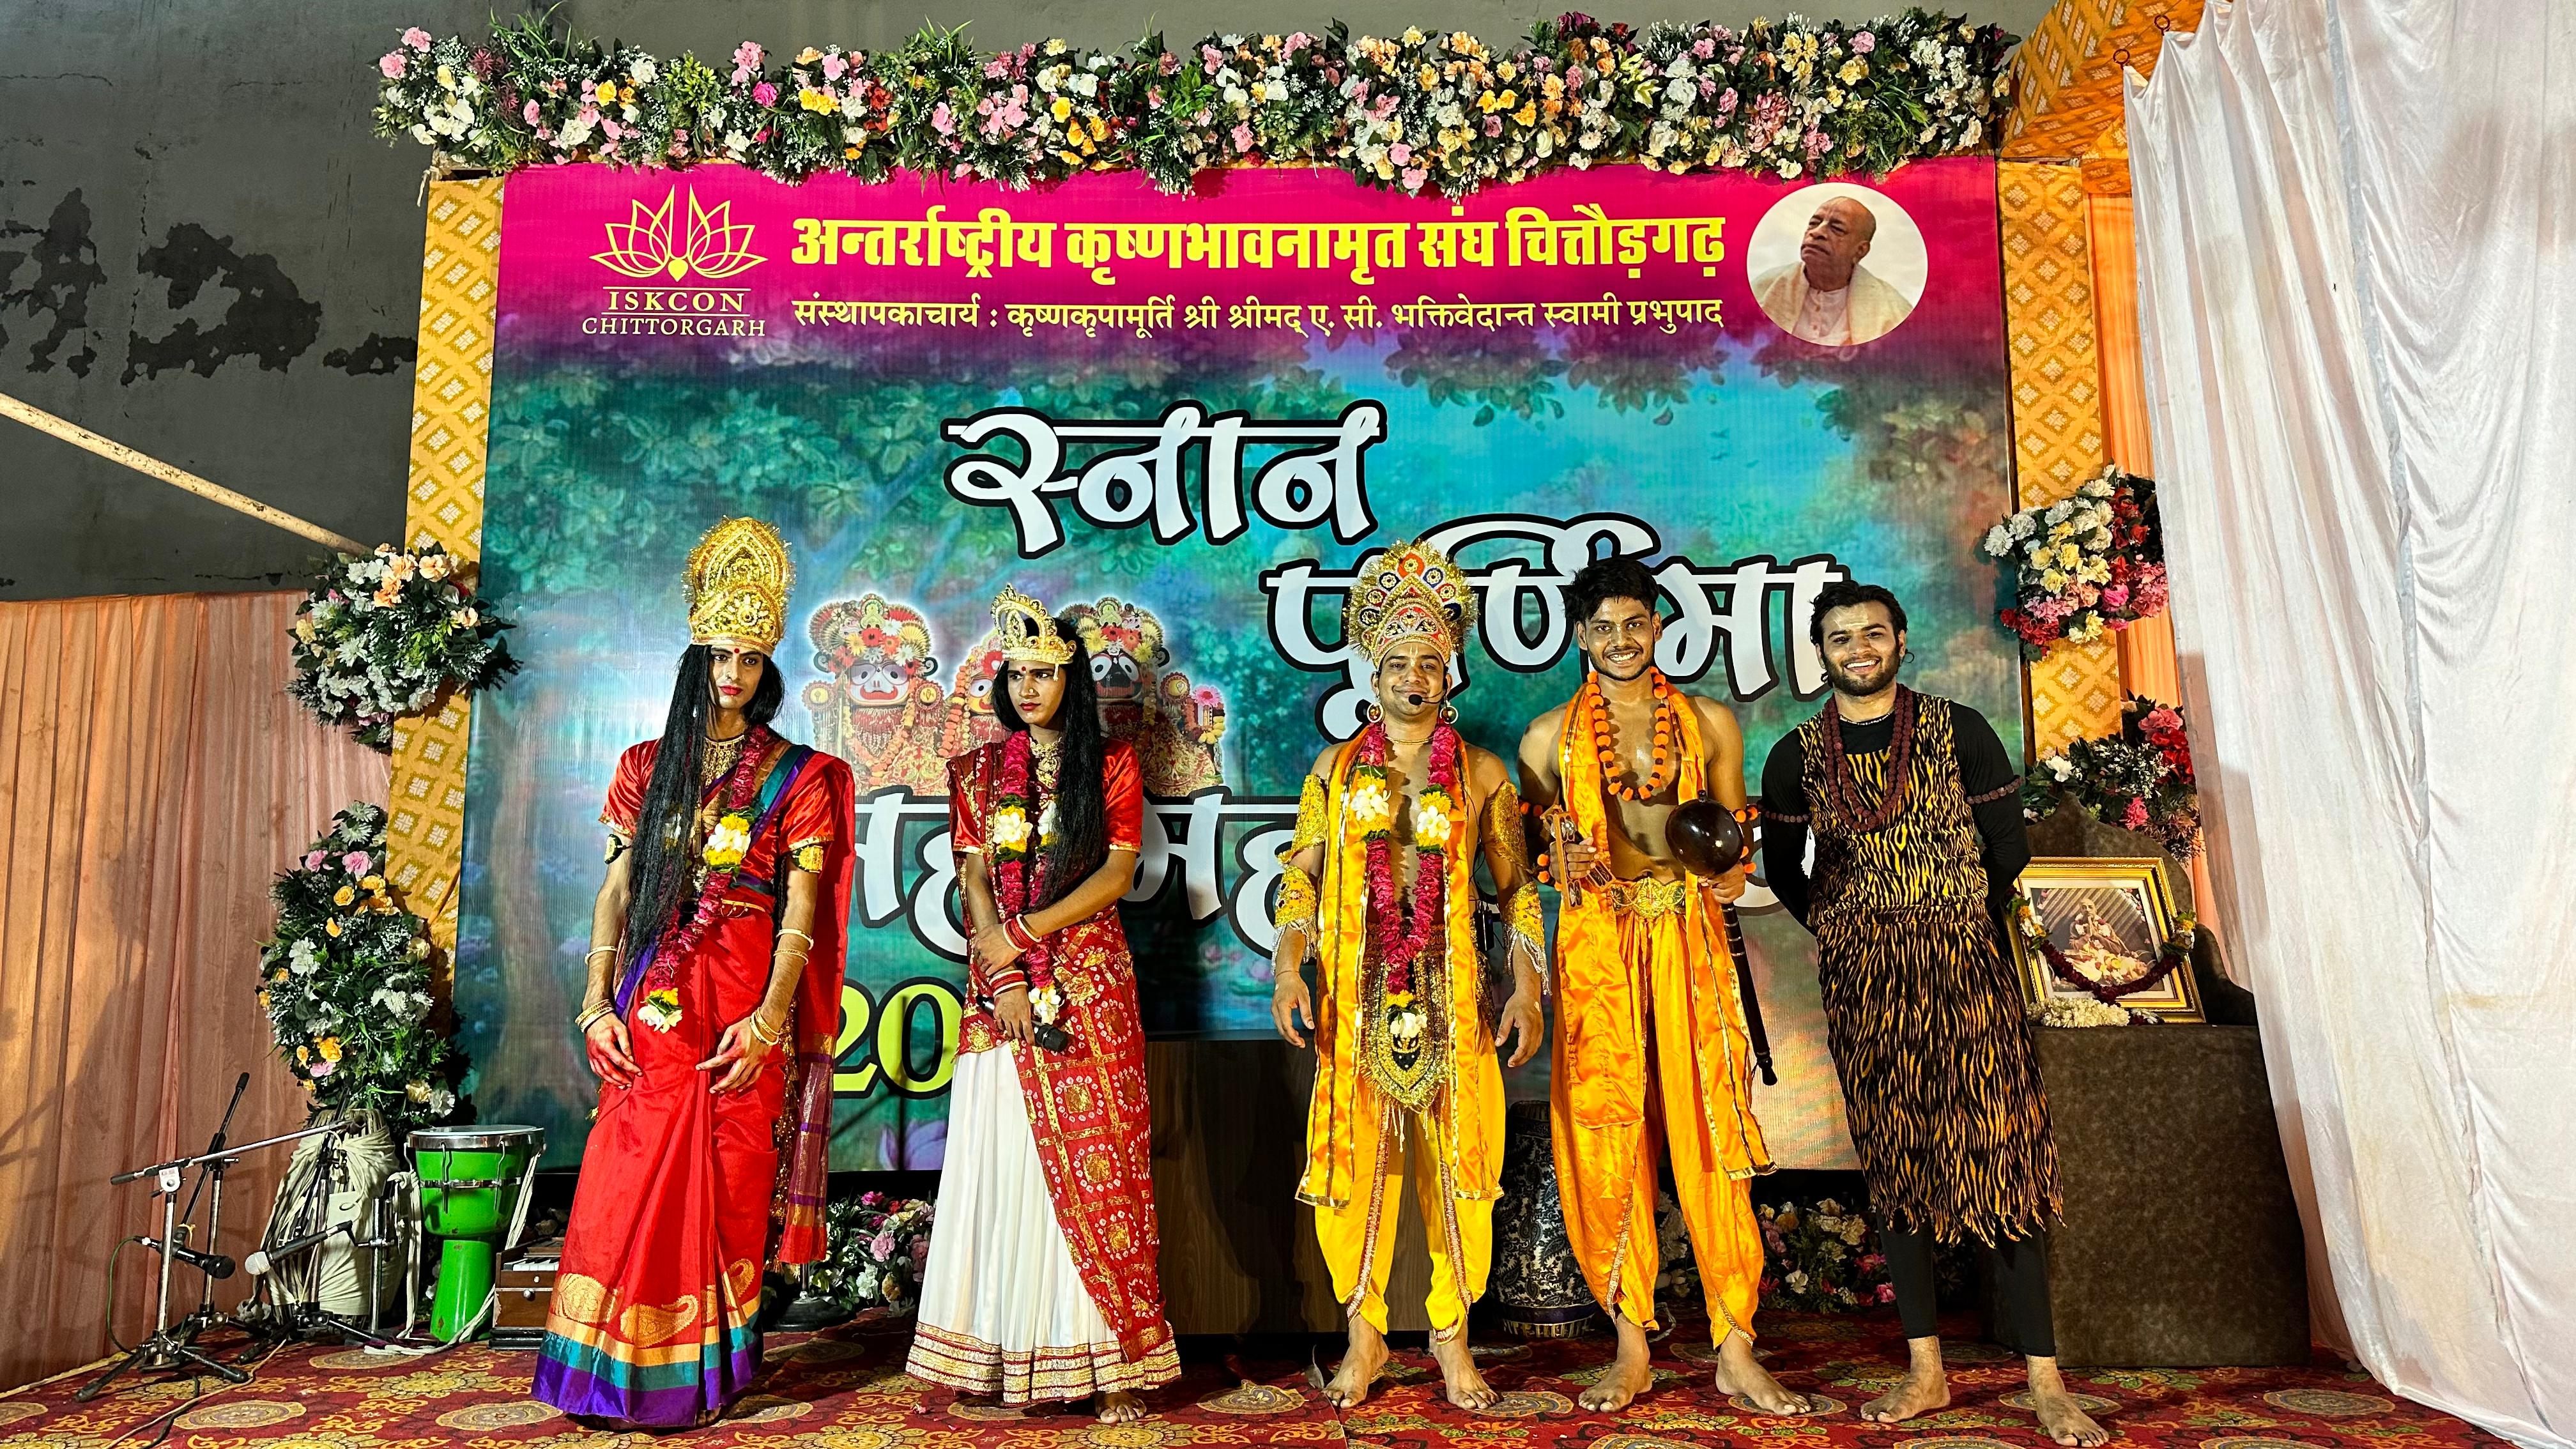 अन्तर्राष्ट्रीय कृष्णभावनामृत संघ चित्तौड़गढ़
ISKCON
CHITTORGARH
संस्थापकाचार्य : कृष्णकृपामूर्ति श्री श्रीमद् ए. सी. भक्तिवेदान्त स्वामी प्रभुपाद
स्नान
पूर्णिमा